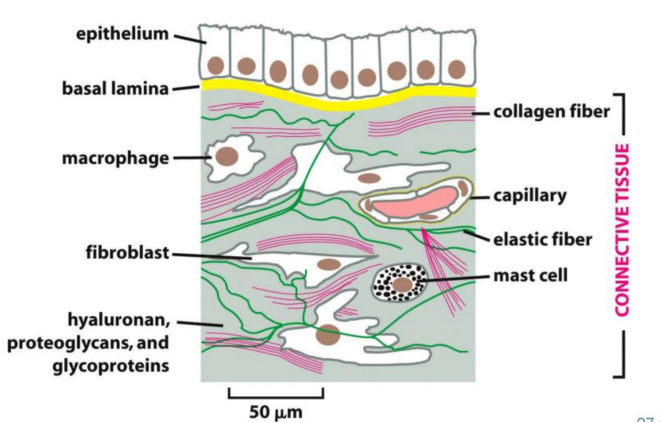 epithelium
basal lamina
macrophage
fibroblast
hyaluronan,
proteoglycans, and
glycoproteins
collagen fiber
capillary
elastic fiber
mast cell
CONNECTIVE TISSUE
50 µm